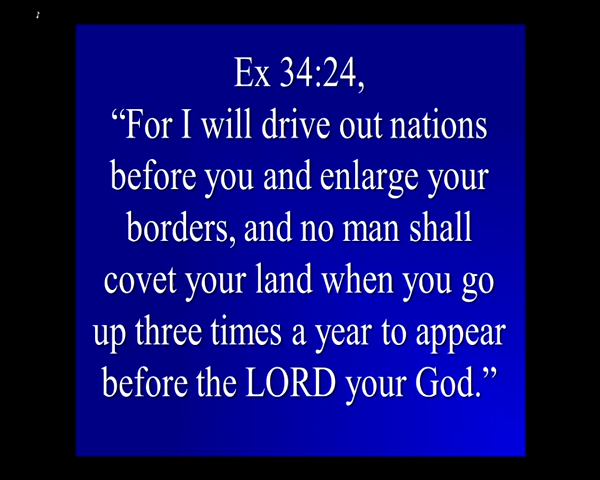 Ex 34:24,
“For I will drive out nations
before you and enlarge your
borders, and no man shall
covet your land when you go
up three times a year to appear
before the LORD your God.”